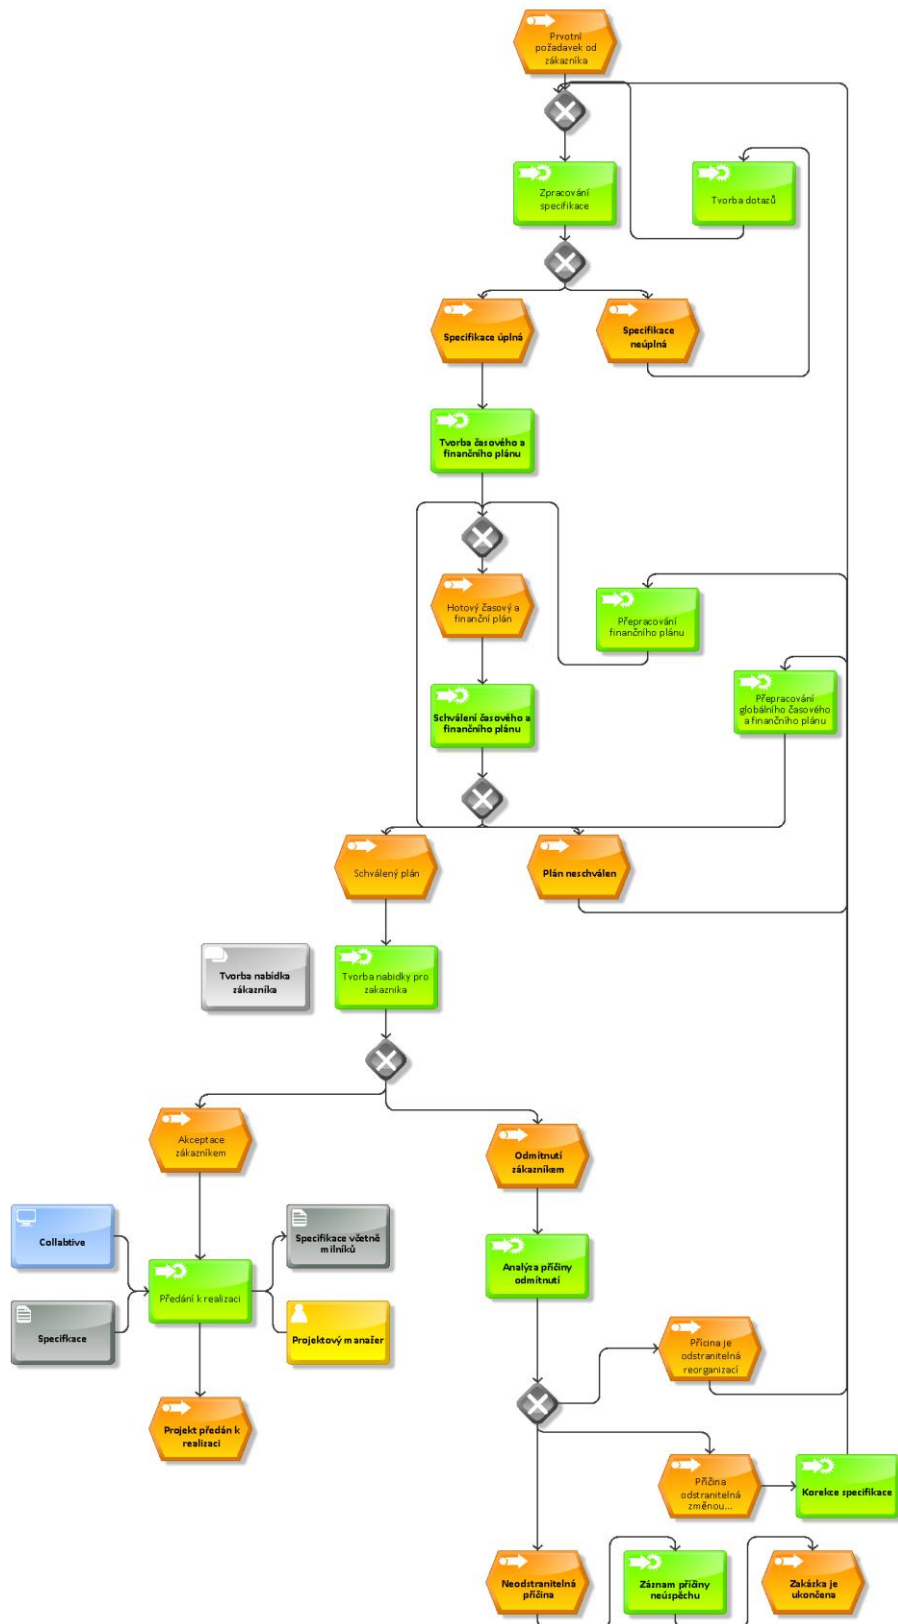 Prvotní
požadavek od
zákazníka
Zpracování
specifikace
Tvorba dotazů
Specifikace úplná
Specifikace
neúplná
Tvorba časového a
finančního plánu
Hotový časový a
finanční plán
Přepracování
finančního plánu
Schválení časového a
finančního plánu
Přepracování
globálního časového
a finančního plánu
Schválený plán
Plán neschválen
Tvorba nabídka
zákazníka
Tvorba nabidky pro
zakaznika
Akceptace
zákazníkem
Odmítnutí
zákazníkem
Collabtive
Specifikace včetně
milníků
Předání k realizaci
Analýza příčiny
odmítnutí
Specifkace
Projektový manažer
Příčina je
odstranitelná
reorganizací
Projekt předán k
realizaci
Příčina
odstranitelná
změnou...
Korekce specifikace
Neodstranitelná
příčina
Záznam příčiny
neúspěchu
Zakázka je
ukončena